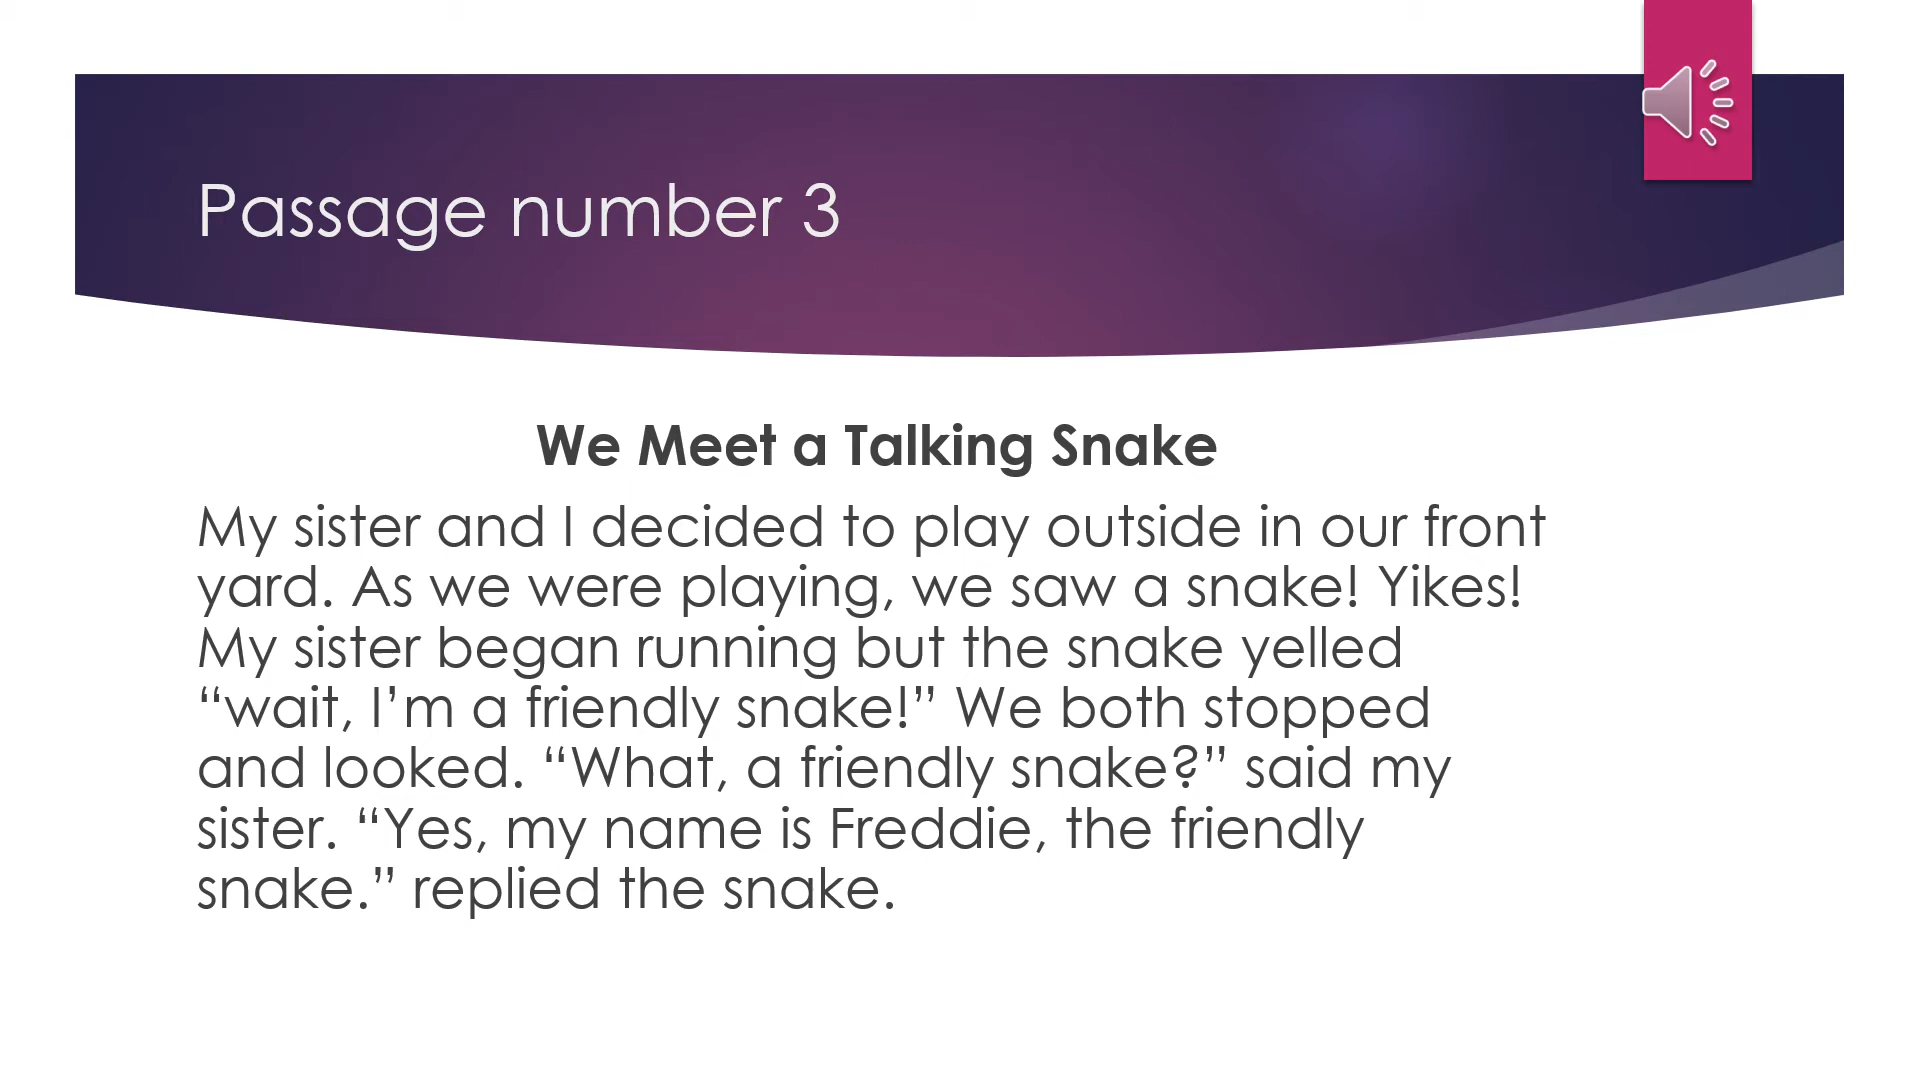 Passage number 3
We Meet a Talking Snake
My sister and I decided to play outside in our front
yard. As we were playing, we saw a snake! Yikes!
My sister began running but the snake yelled
“wait, I’m a friendly snake!” We both stopped
and looked. “What, a friendly snake?” said my
sister. “Yes, my name is Freddie, the friendly
snake.” replied the snake.